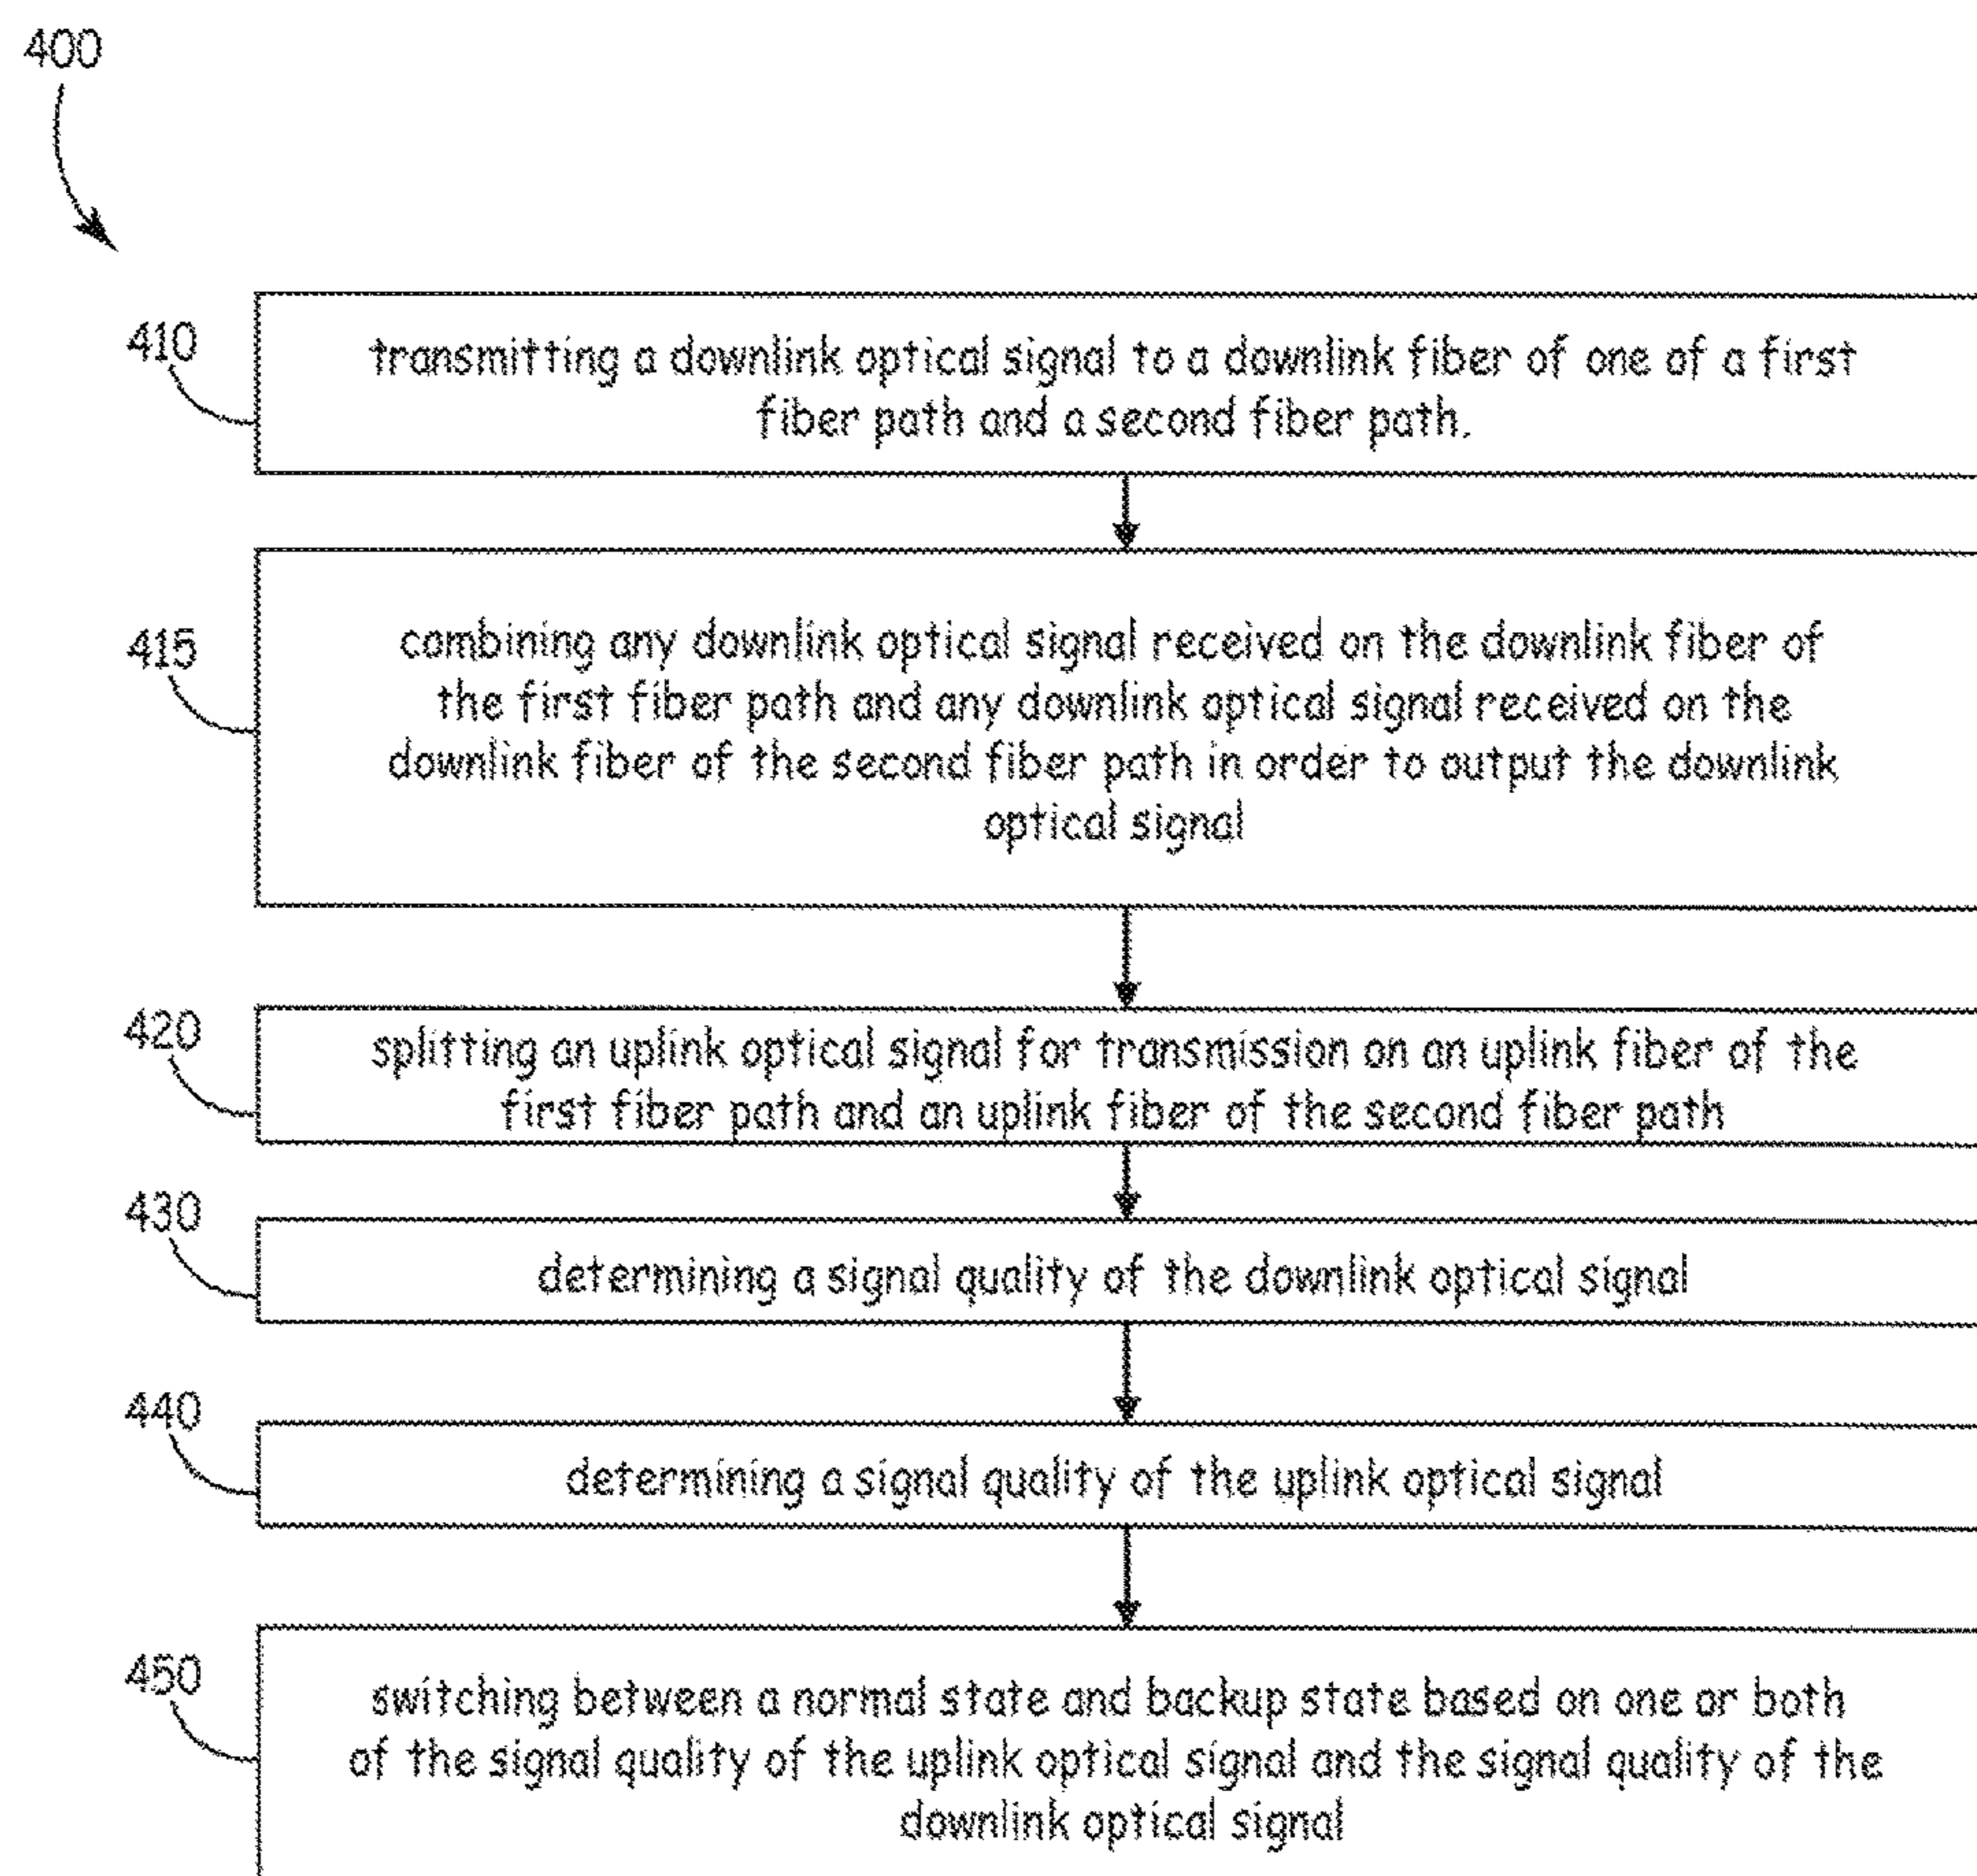 400
410
transmitting a downlink optical signal to a downlink fiber of one of a first
fiber path and a second fiber path.
415
combining any downlink optical signal received on the downlink fiber of
the first fiber path and any downlink optical signal received on the
downlink fiber of the second fiber path in order to output the downlink
optical signal
420
splitting an uplink optical signal for transmission on an uplink fiber of the
first fiber path and an uplink fiber of the second fiber path
430
determining a signal quality of the downlink optical signal
440
determining a signal quality of the uplink optical signal
450
switching between a normal state and backup state based on one or both
of the signal quality of the uplink optical signal and the signal quality of the
downlink optical signal